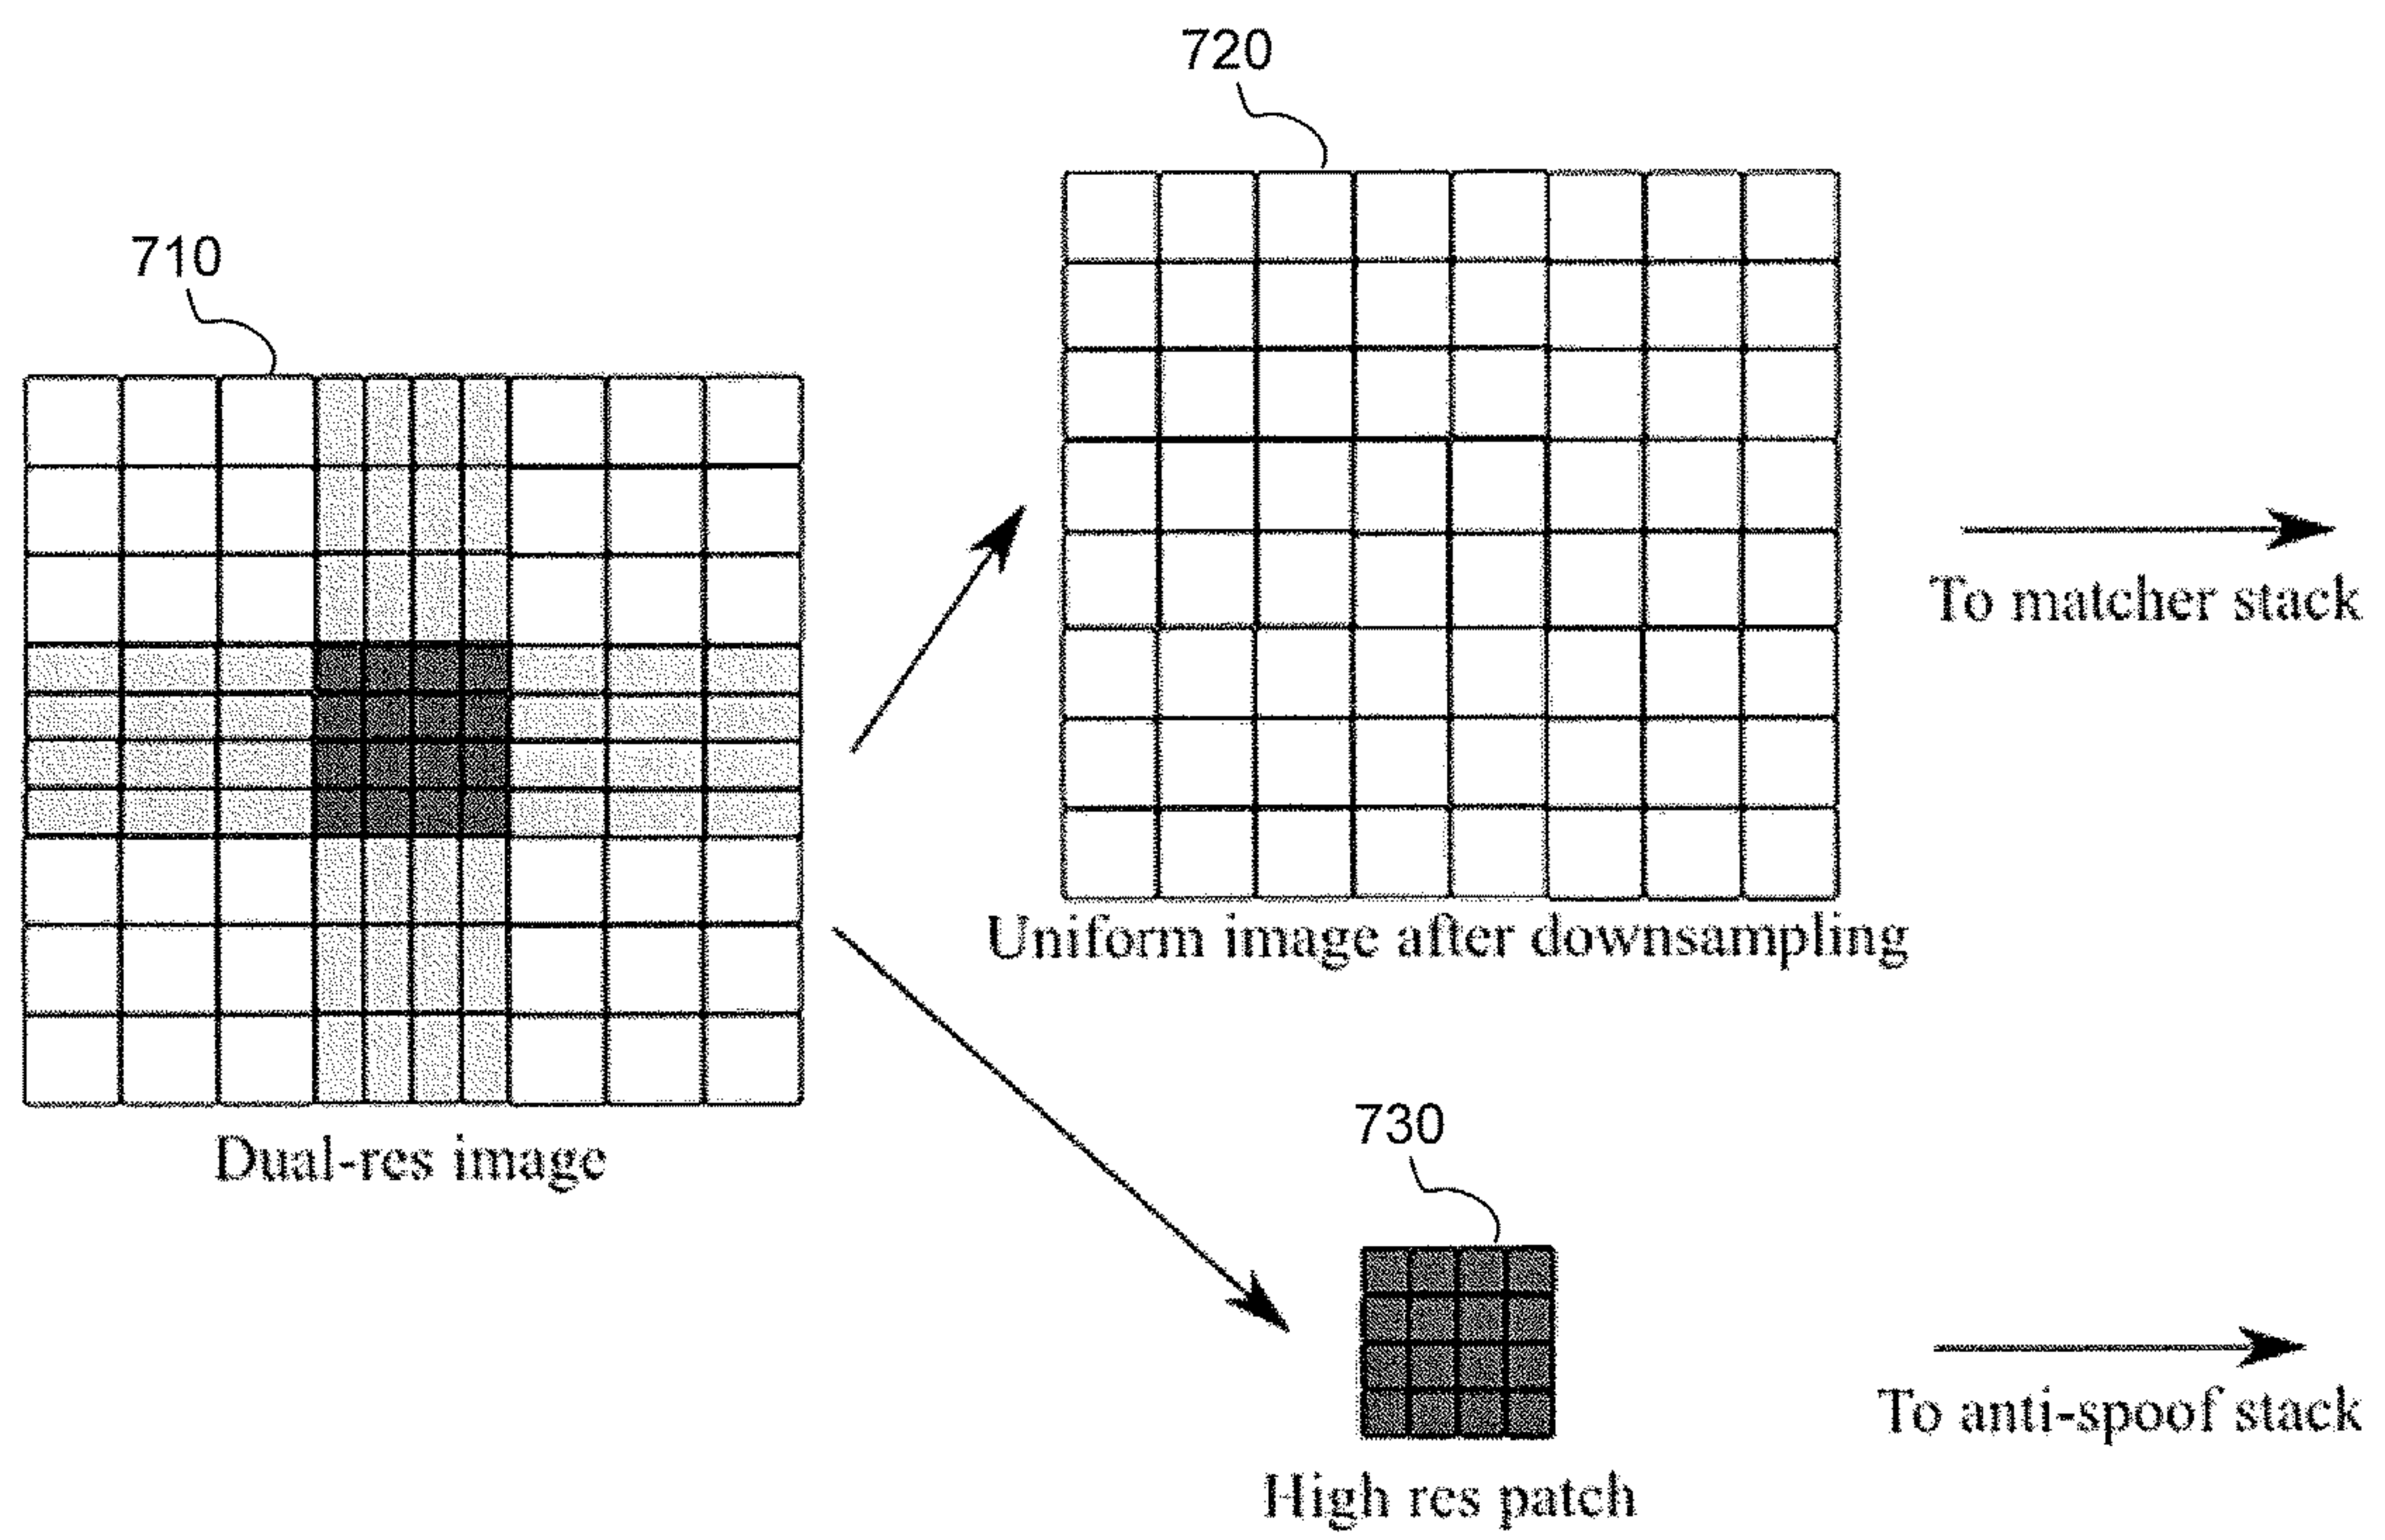 720
710
To matcher stack
Uniform image after downsampling
Dual-res image
730
To anti-spoof stack
High res patch